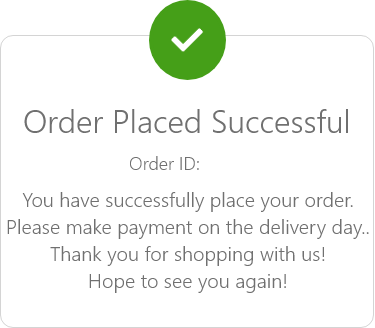 Order Placed Successful
Order ID:
You have successfully place your order.
Please make payment on the delivery day..
Thank you for shopping with us!
Hope to see you again!